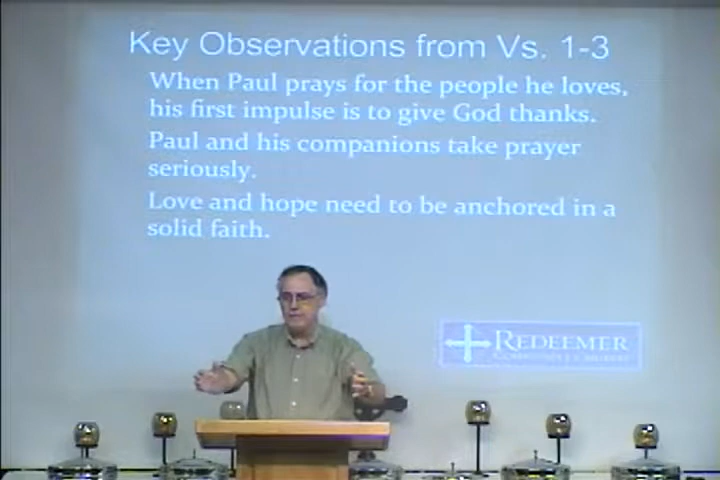 Key Observations from Vs. 1-3
When Paul prays for the people he loves,
his first impulse is to give God thanks.
Paul and his companions take prayer
seriously.
Love and hope need to be anchored in a
solid faith.
REDEEMER